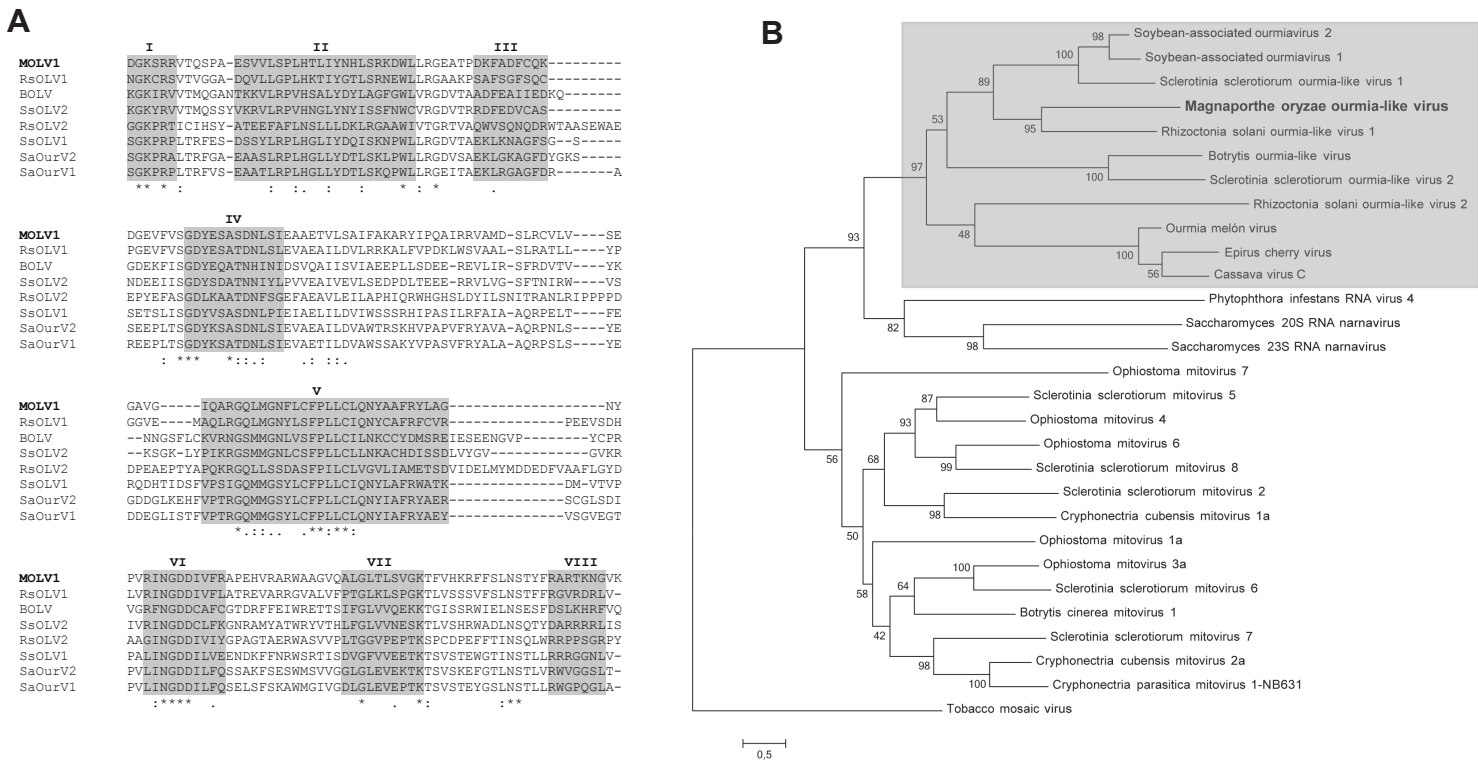 A
I II III
MOLV1 DGKSRRVTQSPA-ESVVLSPLHTLIYNHLSRKDWLLRGEATPDKFADFCQK---------
RsOLV1 NGKCRSVTVGGA-DQVLLGPLHKTIYGTLSRQPWLLRGAAKPSAFSGFNQK---------
BOLV KGKIRVVTMQGANTKKVLRPVHSALYDYLAGFGWLVRGDVTAADFEAIIEDKQ-------
SsOLV2 KGKYRVVTMQSSYVKRVLRPVHNGLYNYISSFNWCVRGDVTRRDFEDVCAS---------
RsOLV2 GGKPRTICIHSY-ATEEFAFLNSLLLDKLRGAAWIVTGRTVAQWVSQNQDRWTAASEWAE
SsOLV1 SGKPRPLTRFES-DSSYLRPLHGLIYDQISKNPWLLRGDVTAEKLKNAGFSG--S-----
SaOurV2 SGKPRALTRFGA-EAASLRPLHGLLYDTLSKLPWLLRGDVSAEKLGKAGFDYGKS-----
SaOurV1 SGKPRPLTRFVS-EAATLRPLHGLLYDTLSKQPWLLRGEITAEKLRGAGFDR--------A
** * : : :. : : * : * .
IV
MOLV1 DGEVFVSGDYESASDNLSIEAAETVLSAIFAKARYIPQAIRRVAMD-SLRCVLV----SE
RsOLV1 PGEVFVSGDYESATDNLSIEVAETILDVLRRNARFVPDKLWSVAAL-SLRATLL----YP
BOLV GDEKFISGDYEQATNHINIDSVQAIISVIAEEPLLSDEE-REVLIR-SFRDVTV----YK
SsOLV2 NDEEIISGDYSDATNNIYLPVVEAIVEVLSEDPDLTEEE-RRVLVG-SFTNIRW----VS
RsOLV2 EPYEFASGDLKAATDNFSGEFAEAVLEILAPHIQRWHGHSLDYILSNITRANLRIPPPPD
SsOLV1 SETSLISGDYVSATDNLPIEIAELILDVIWSSSRHIPASILRFAIA-AQRPELT----FE
SaOurV2 SEEPLTSGDYKSASDNLSIEVAEAILDVAWTRSKHVPAPVFRYAVA-AQRPNLS----YE
SaOurV1 REEPLTSGDYKSATDNLSIEVAETILDVAWSSAKYVPASVFRYALA-AQRPSLS----YE
: *** *::.: .: ::.
V
MOLV1 GAVG-----IQARGQLMGNFLCFPLLCLQNYAAFRYLAG-------------------NY
RsOLV1 GGVE----MAQLRGQLMGNYLSFPLLCIQNYCAFRFCVR--------------PEEVSDH
BOLV --NNGSFLCKVRNGSMMGNLVSFPLLCILNKCCYDMSREIESEENGVP------YCPR
SsOLV2 --KSGK-LYPIKRGSMMGNLCSFPLLCLLNKACHDISSDLVYGV----------GVKR
RsOLV2 DPEAEPTYAPQKRGQLLSSDASFPILCLVGVLIAMETSDVIDELMYMDDEDFVAAFLGYD
SsOLV1 RQDHTIDSFVPSIGQMMGSYLCFPLLCIQNYLAFRWATK--------------DM-VTVP
SaOurV2 GDDGLKEHFVPTRGQMMGSYLCFPLLCLQNYIAFRYAER--------------SCGLSDI
SaOurV1 DDEGLISTFVPTRGQMMGSYLCFPLLCLQNYIAFRYAEY--------------VSGVEGT
*.::. .**:**:
VI VII VIII
MOLV1 PVRINGDDIVFRAPEHVRARWAAGVQALGLTLSVGKTFVHKRFFSLNSTYFRARTKNGVK
RsOLV1 LVRINGDDIVFLATREVARRGVALVFPTGLKLSPGKTLVSSSVFSLNSTFFRGVRDRLV-
BOLV VGRFNGDDCAFCGTDRFFEIWRETTSIFGLVVQEKKTGISSRWIELNSESFDSLKHRFVQ
SsOLV2 IVRINGDDCLFKGNRAMYATWRYVTHLFGLVVNESKTLVSHRWADLNSQTYDARRRRLIS
RsOLV2 AAGINGDDIVIYGPAGTAERWASVVPLTGGVPEPTKSPCDPEFFTINSQLWRRPPSGRPY
SsOLV1 PALINGDDILVEENDKFFNRWSRTISDVGFVVEETKTSVSTEWGTINSTLLRRRGGNLV-
SaOurV2 PVLINGDDILFQSSAKFSESWMSVVGGLGLEVEKTKTSVSKEFGTLNSTLVRWVGGSLT-
SaOurV1 PVLINGDDILFQSELSFSKAWMGIVGDLGLEVEPTKTSVSTEYGSLNSTLLRWGPQGLA-
:**** . * . *: :**
B
Soybean-associated ourmiavirus 2
98
Soybean-associated ourmiavirus 1
100
Sclerotinia sclerotiorum ourmia-like virus 1
89
Magnaporthe oryzae ourmia-like virus
53
95
Rhizoctonia solani ourmia-like virus 1
Botrytis ourmia-like virus
97
100
Sclerotinia sclerotiorum ourmia-like virus 2
Rhizoctonia solani ourmia-like virus 2
48
Ourmia melón virus
93
100
Epirus cherry virus
56
Cassava virus C
Phytophthora infestans RNA virus 4
82
Saccharomyces 20S RNA narnavirus
98
Saccharomyces 23S RNA narnavirus
Ophiostoma mitovirus 7
87
Sclerotinia sclerotiorum mitovirus 5
93
Ophiostoma mitovirus 4
Ophiostoma mitovirus 6
56
68
99
Sclerotinia sclerotiorum mitovirus 8
Sclerotinia sclerotiorum mitovirus 2
98
Cryphonectria cubensis mitovirus 1a
50
Ophiostoma mitovirus 1a
100
Ophiostoma mitovirus 3a
64
Sclerotinia sclerotiorum mitovirus 6
58
Botrytis cinerea mitovirus 1
42
Sclerotinia sclerotiorum mitovirus 7
98
Cryphonectria cubensis mitovirus 2a
100
Cryphonectria parasitica mitovirus 1-NB631
Tobacco mosaic virus
0,5